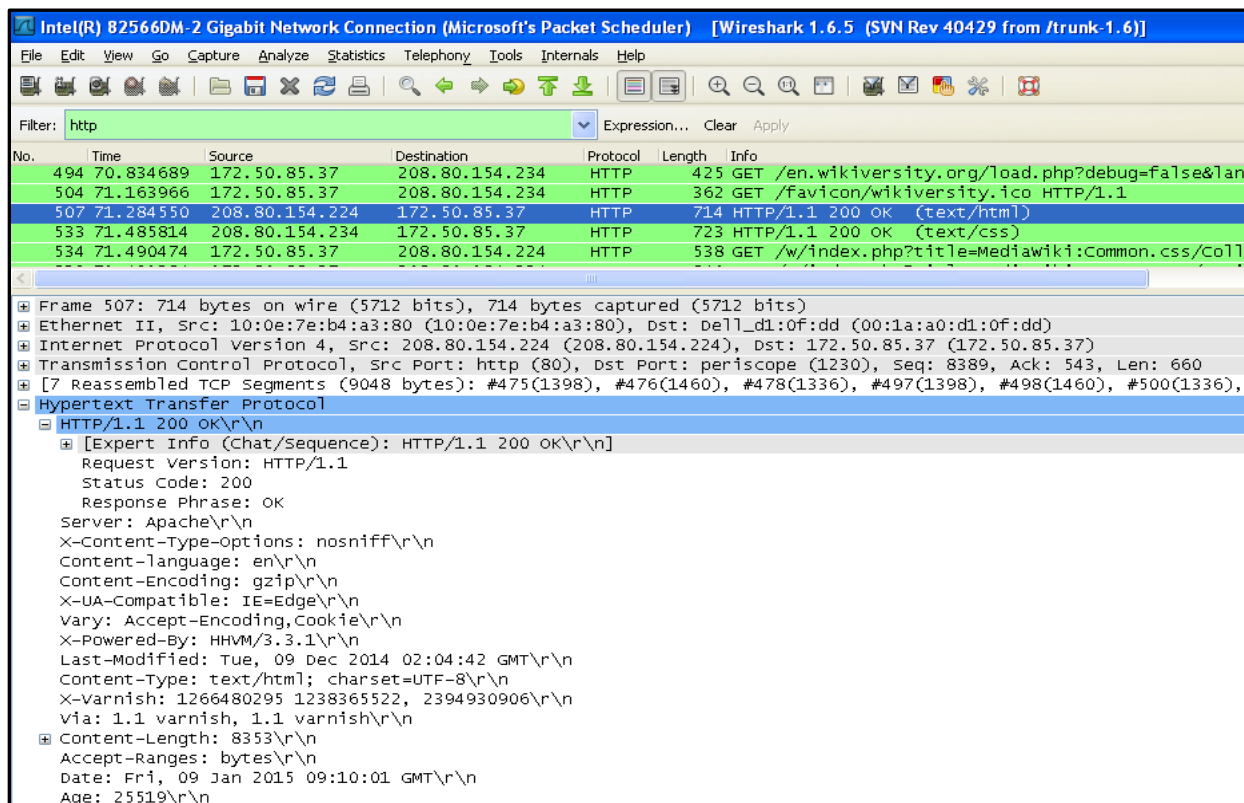 Intel(R) 82566DM-2 Gigabit Network Connection (Microsoft's Packet Scheduler) [Wireshark 1.6.5 (SVN Rev 40429 from /trunk-1.6)]
File Edit View Go Capture Analyze Statistics Telephony Tools Internals Help
Filter: http Expression... Clear Apply
No. Time Source Destination Protocol Length Info
494 70.834689 172.50.85.37 208.80.154.234 HTTP 425 GET /en.wikiversity.org/load.php?debug=false&lan
504 71.163966 172.50.85.37 208.80.154.234 HTTP 362 GET /favicon/wikiversity.ico HTTP/1.1
507 71.284550 208.80.154.224 172.50.85.37 HTTP 714 HTTP/1.1 200 OK (text/html)
533 71.485814 208.80.154.234 172.50.85.37 HTTP 723 HTTP/1.1 200 OK (text/css)
534 71.490474 172.50.85.37 208.80.154.224 HTTP 538 GET /w/index.php?title=MediaWiki:Common.css/Coll
Frame 507: 714 bytes on wire (5712 bits), 714 bytes captured (5712 bits)
Ethernet II, Src: 10:0e:7e:b4:a3:80 (10:0e:7e:b4:a3:80), Dst: Dell_d1:0f:dd (00:1a:a0:d1:0f:dd)
Internet Protocol Version 4, Src: 208.80.154.224 (208.80.154.224), Dst: 172.50.85.37 (172.50.85.37)
Transmission Control Protocol, Src Port: http (80), Dst Port: periscope (1230), Seq: 8389, Ack: 543, Len: 660
[7 Reassembled TCP Segments (9048 bytes): #475(1398), #476(1460), #478(1336), #497(1398), #498(1460), #500(1336),
Hypertext Transfer Protocol
HTTP/1.1 200 OK\r\n
[Expert Info (Chat/Sequence): HTTP/1.1 200 OK\r\n]
Request Version: HTTP/1.1
Status Code: 200
Response Phrase: OK
Server: Apache\r\n
X-Content-Type-Options: nosniff\r\n
Content-language: en\r\n
Content-Encoding: gzip\r\n
X-UA-Compatible: IE=Edge\r\n
Vary: Accept-Encoding,Cookie\r\n
X-Powered-By: HHVM/3.3.1\r\n
Last-Modified: Tue, 09 Dec 2014 02:04:42 GMT\r\n
Content-Type: text/html; charset=UTF-8\r\n
X-Varnish: 1266480295 1238365522, 2394930906\r\n
Via: 1.1 varnish, 1.1 varnish\r\n
Content-Length: 8353\r\n
Accept-Ranges: bytes\r\n
Date: Fri, 09 Jan 2015 09:10:01 GMT\r\n
Age: 25519\r\n